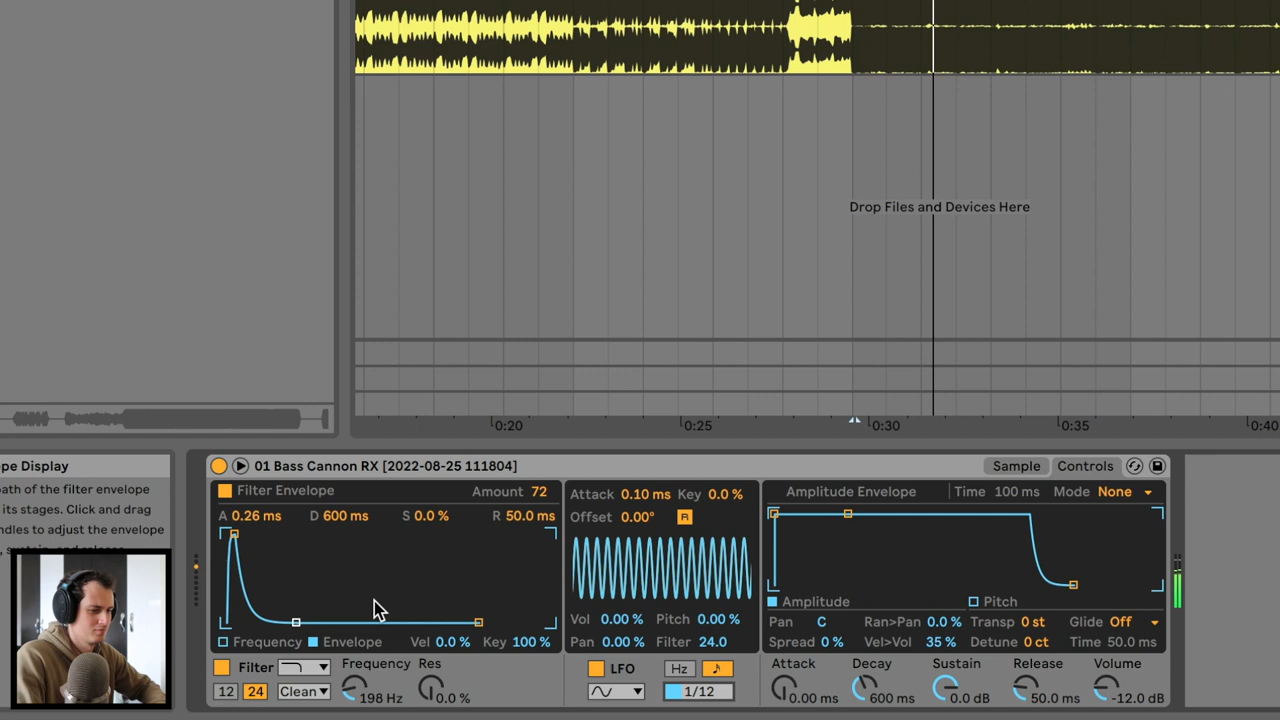 Drop Files and Devices Here
0:20
0:25
0:30
0:35
0:40
pe Display
path of the filter envelope
its stages. Click and drag
ndles to adjust the envelope
01 Bass Cannon RX [2022-08-25 111804]
Sample
Controls
Filter Envelope
Amount 72
A 0.26 ms
D 600 ms
S 0.0 %
R 50.0 ms
Frequency
Envelope
Vel 0.0 %
Key 100 %
Filter
12
24
Clean
Frequency
198 Hz
Res
0.0 %
Attack 0.10 ms
Key 0.0 %
Offset 0.00°
R
Vol 0.00 %
Pitch 0.00%
Pan 0.00 %
Filter 24.0
LFO
Hz
1/12
Amplitude Envelope
Time 100 ms
Mode None
Amplitude
Pitch
Pan C
Ran>Pan 0.0 %
Transp 0 st
Glide Off
Spread 0 %
Vel>Vol 35 %
Detune 0 ct
Time 50.0 ms
Attack
0.00 ms
Decay
600 ms
Sustain
0.0 dB
Release
50.0 ms
Volume
-12.0 dB